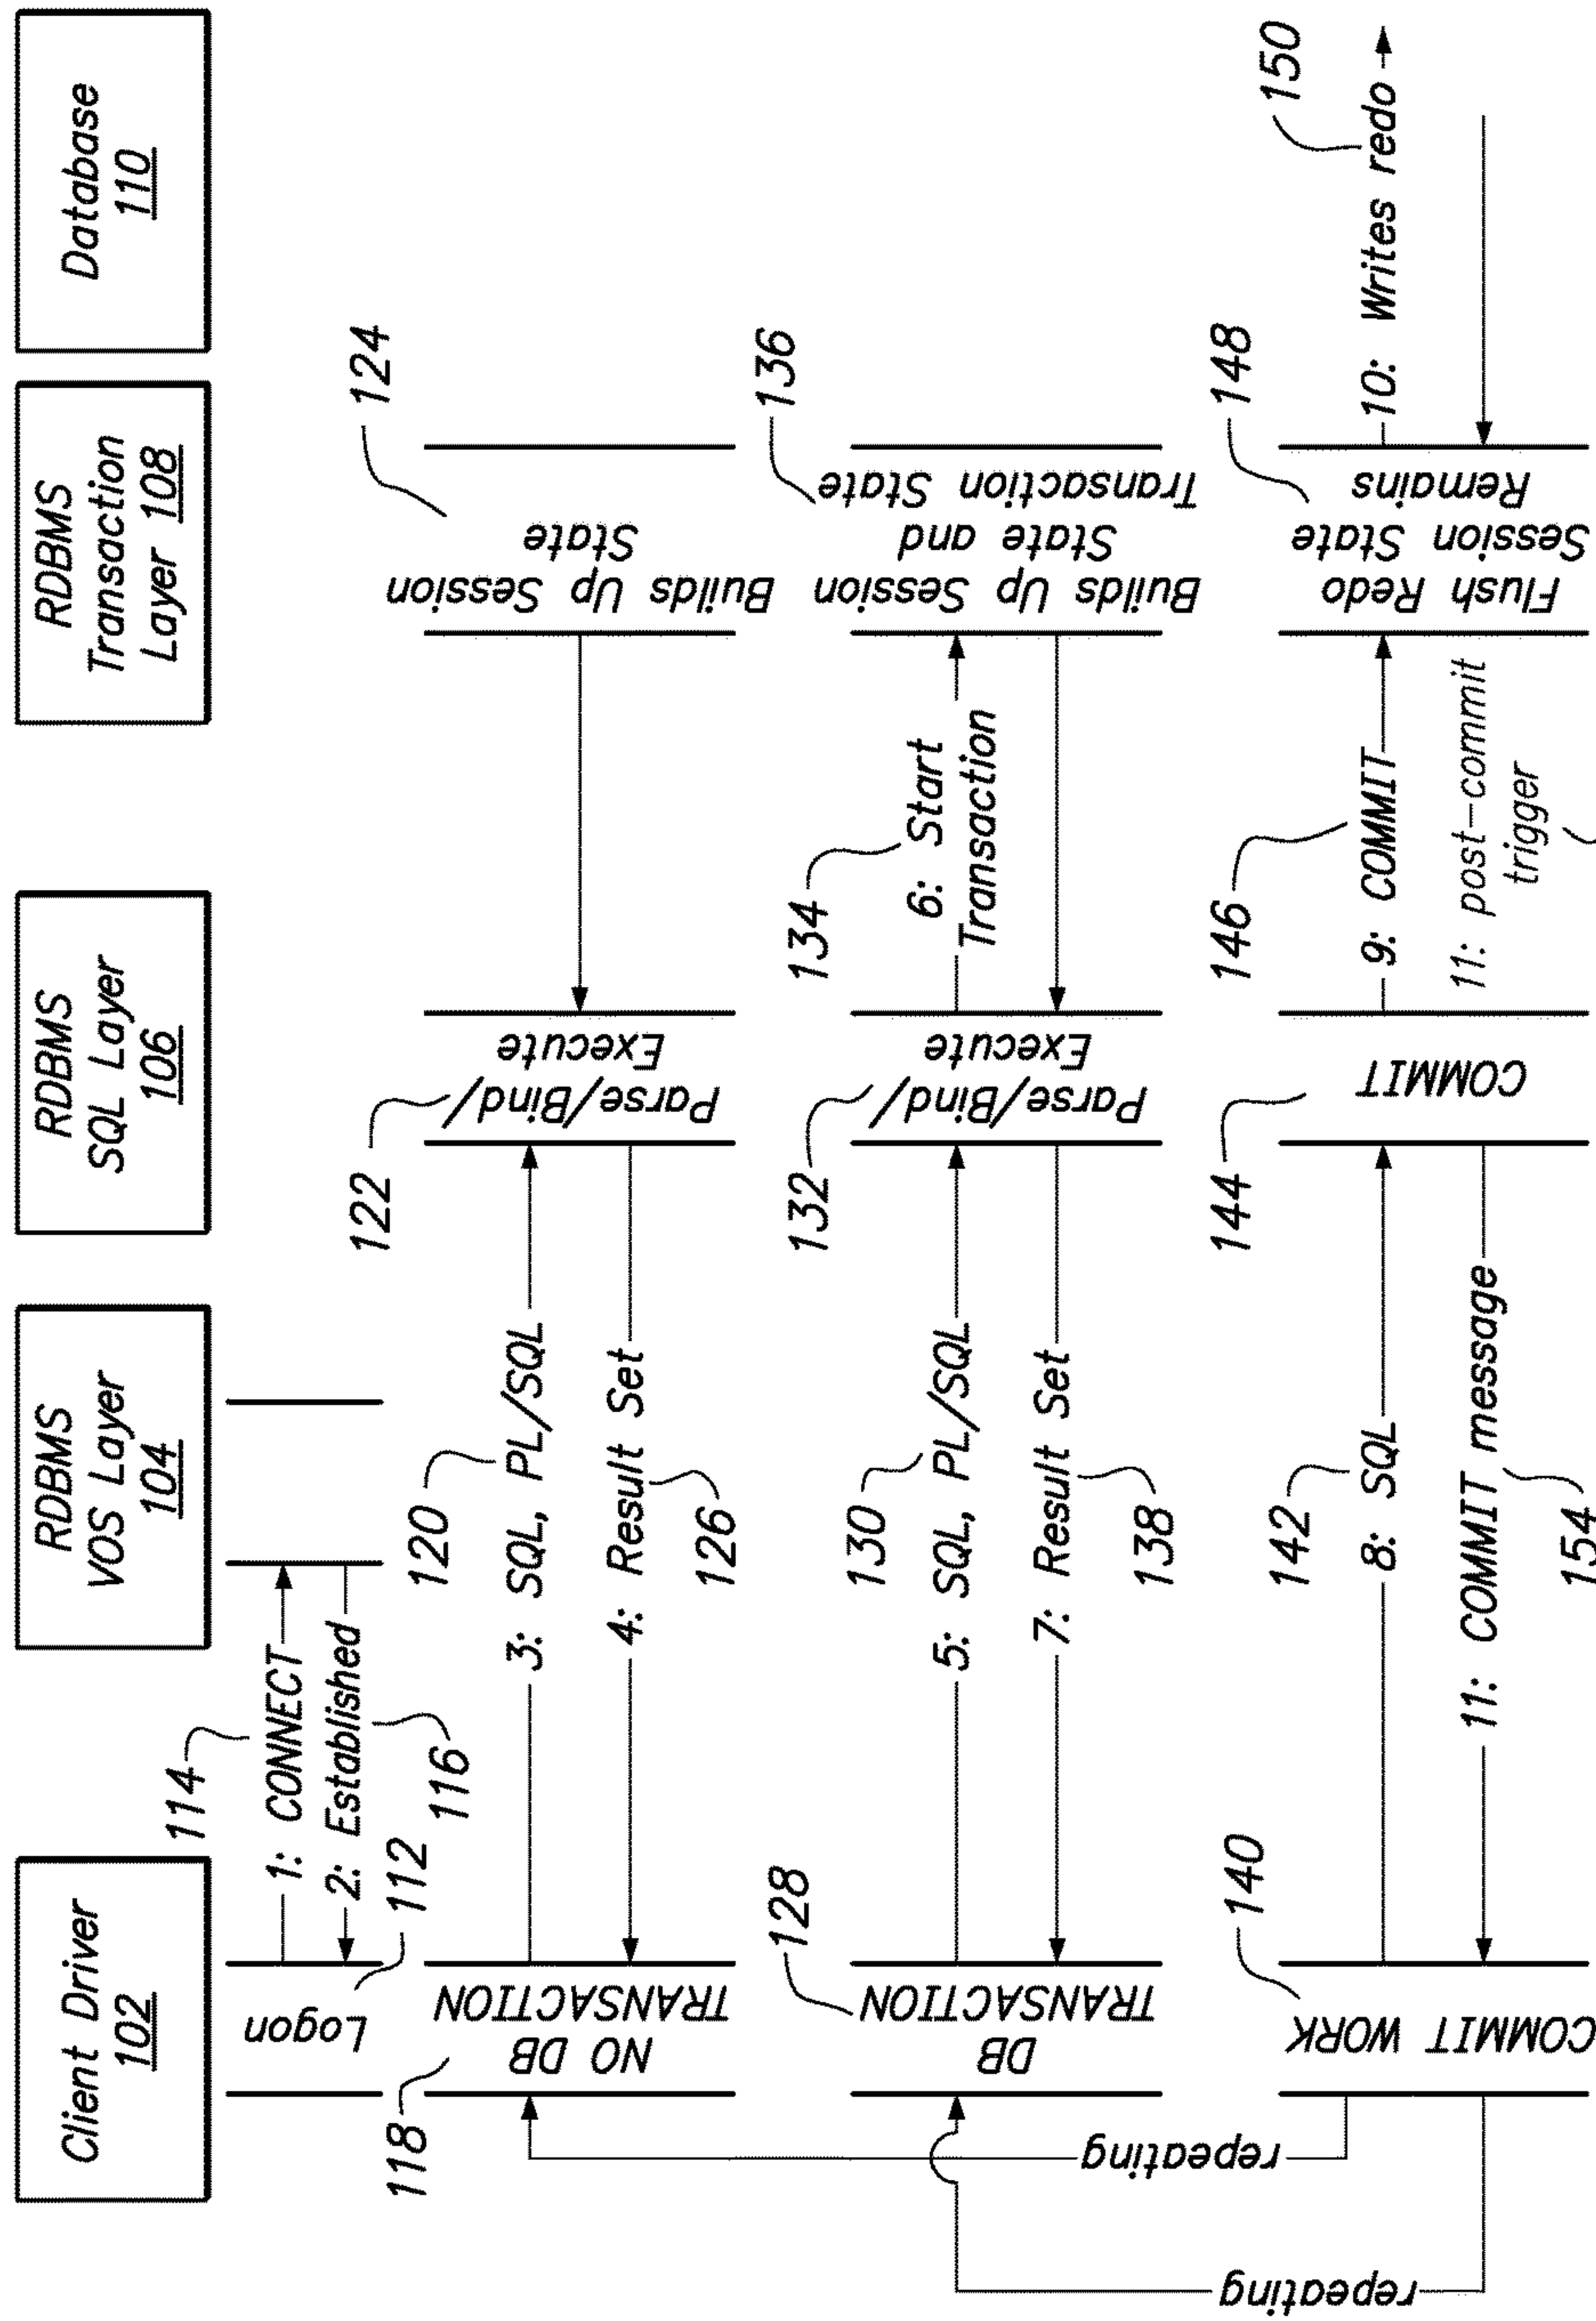 Client Driver
102
RDBMS
VOS Layer
104
RDBMS
SQL Layer
106
RDBMS
Transaction
Layer 108
Database
110
114
1: CONNECT
2: Established
116
Logon
112
118
NO DB
TRANSACTION
120
3: SQL, PL/SQL
4: Result Set
126
122
Parse/Bind/
Execute
124
Builds Up Session
State
128
DB
TRANSACTION
130
5: SQL, PL/SQL
7: Result Set
138
132
Parse/Bind/
Execute
134
6: Start
Transaction
136
Builds Up Session
State and
Transaction State
140
COMMIT WORK
142
8: SQL
11: COMMIT message
154
144
COMMIT
146
9: COMMIT
11: post-commit
trigger
148
Flush Redo
Session State
Remains
150
10: Writes redo
repeating
repeating